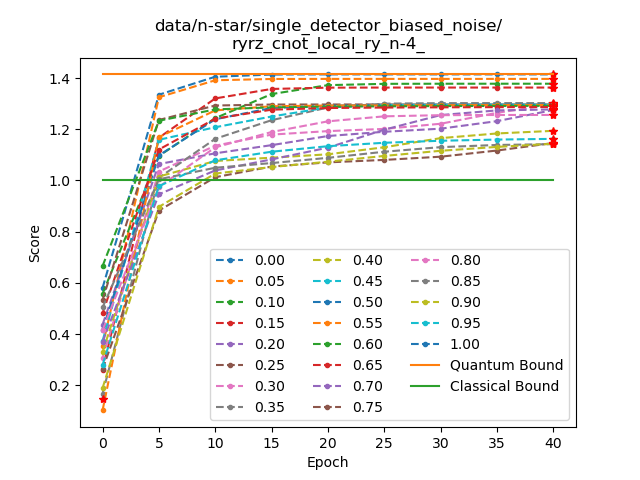 data/n-star/single_detector_biased_noise/
ryrz_cnot_local_ry_n-4_
Score
1.4
1.2
1.0
0.8
0.6
0.4
0.2
0.00 0.40 0.80
0.05 0.45 0.85
0.10 0.50 0.90
0.15 0.55 0.95
0.20 0.60 1.00
0.25 0.65 Quantum Bound
0.30 0.70 Classical Bound
0.35 0.75
0 5 10 15 20 25 30 35 40
Epoch